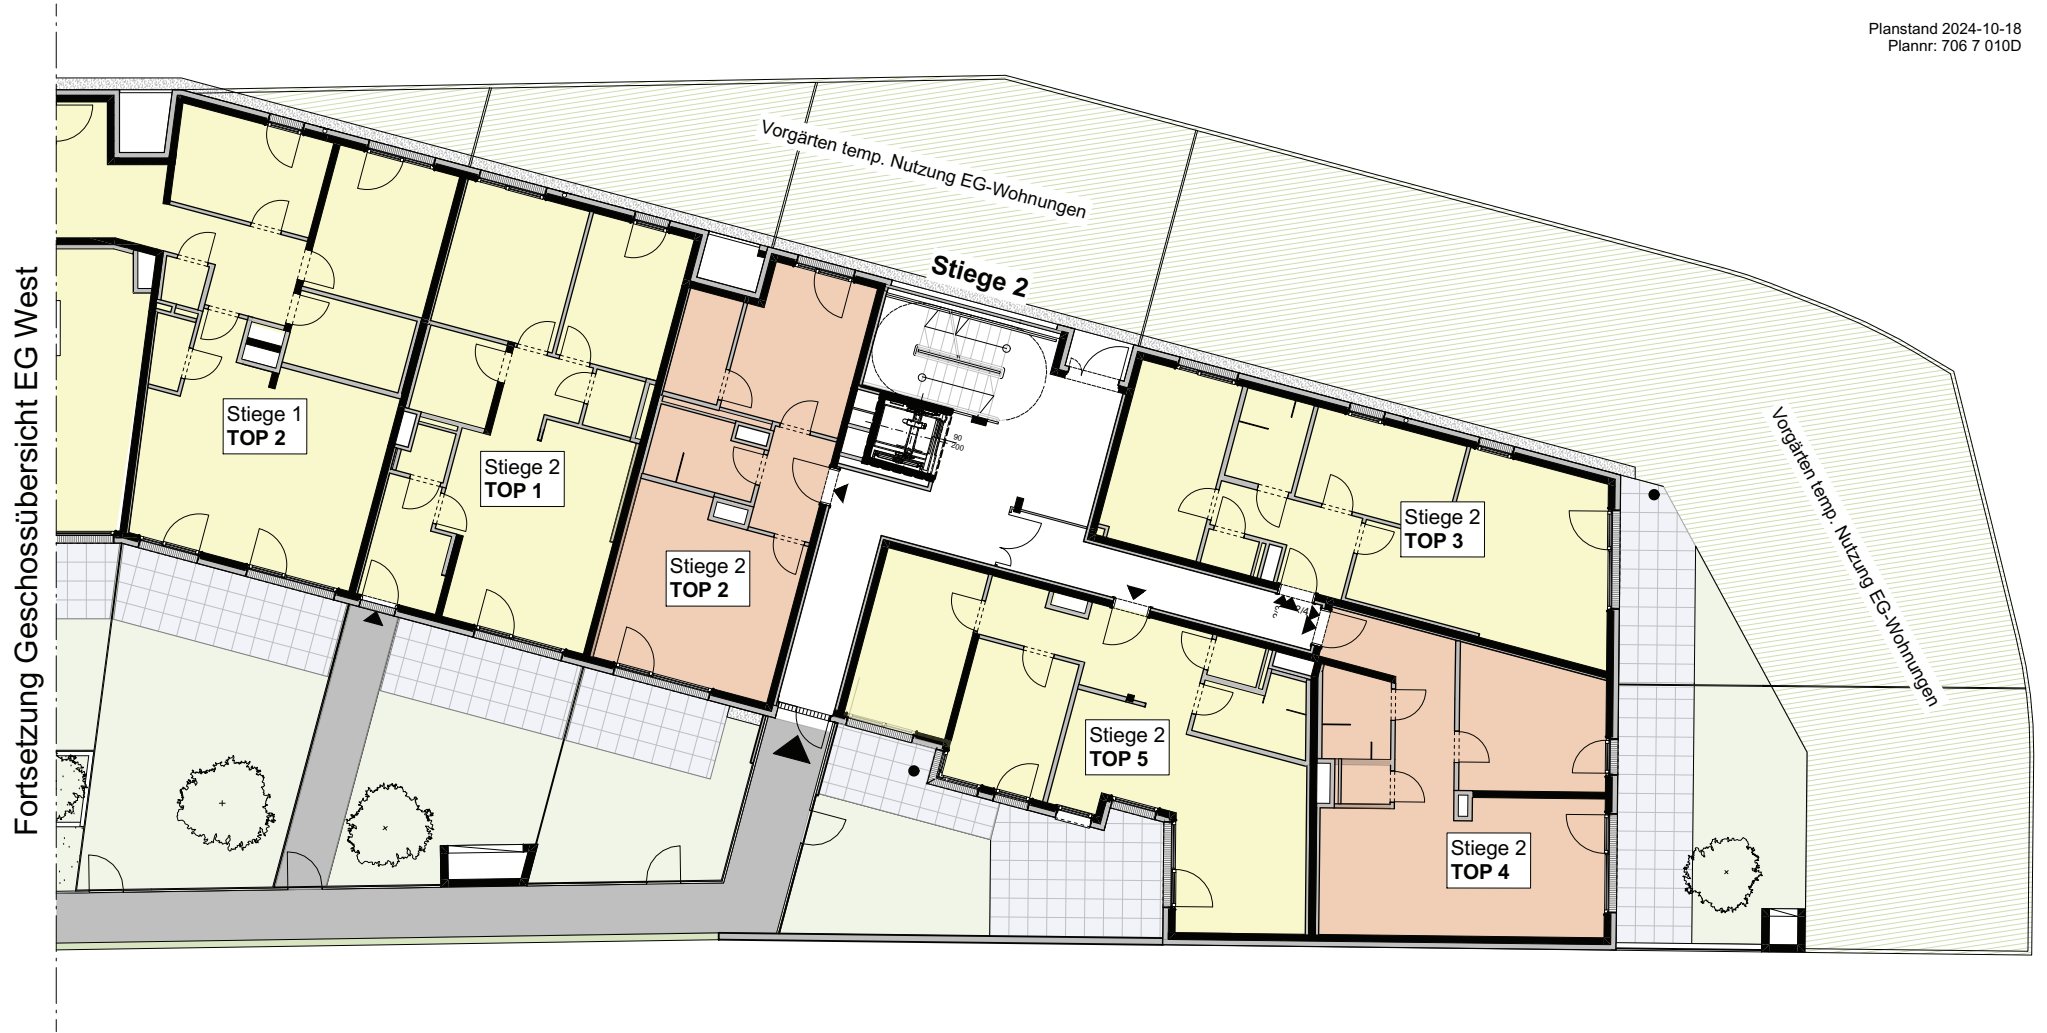 Planstand 2024-10-18
Plannr: 706 7 010D
Vorgärten temp. Nutzung EG-Wohnungen
Stiege 2
Fortsetzung Geschossübersicht EG West
Stiege 1
TOP 2
Stiege 2
TOP 1
90
200
Stiege 2
TOP 3
Vorgärten temp. Nutzung EG-Wohnungen
Stiege 2
TOP 2
Stiege 2
TOP 5
Stiege 2
TOP 4